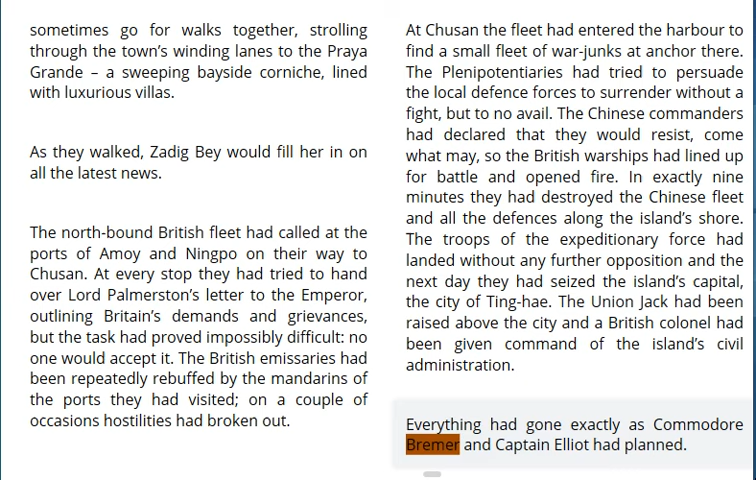 sometimes go for walks together, strolling
through the town's winding lanes to the Praya
Grande – a sweeping bayside corniche, lined
with luxurious villas.
As they walked, Zadig Bey would fill her in on
all the latest news.
The north-bound British fleet had called at the
ports of Amoy and Ningpo on their way to
Chusan. At every stop they had tried to hand
over Lord Palmerston's letter to the Emperor,
outlining Britain's demands and grievances,
but the task had proved impossibly difficult: no
one would accept it. The British emissaries had
been repeatedly rebuffed by the mandarins of
the ports they had visited; on a couple of
occasions hostilities had broken out.
At Chusan the fleet had entered the harbour to
find a small fleet of war-junks at anchor there.
The Plenipotentiaries had tried to persuade
the local defence forces to surrender without a
fight, but to no avail. The Chinese commanders
had declared that they would resist, come
what may, so the British warships had lined up
for battle and opened fire. In exactly nine
minutes they had destroyed the Chinese fleet
and all the defences along the island's shore.
The troops of the expeditionary force had
landed without any further opposition and the
next day they had seized the island's capital,
the city of Ting-hae. The Union Jack had been
raised above the city and a British colonel had
been given command of the island's civil
administration.
Everything had gone exactly as Commodore
Bremer and Captain Elliot had planned.